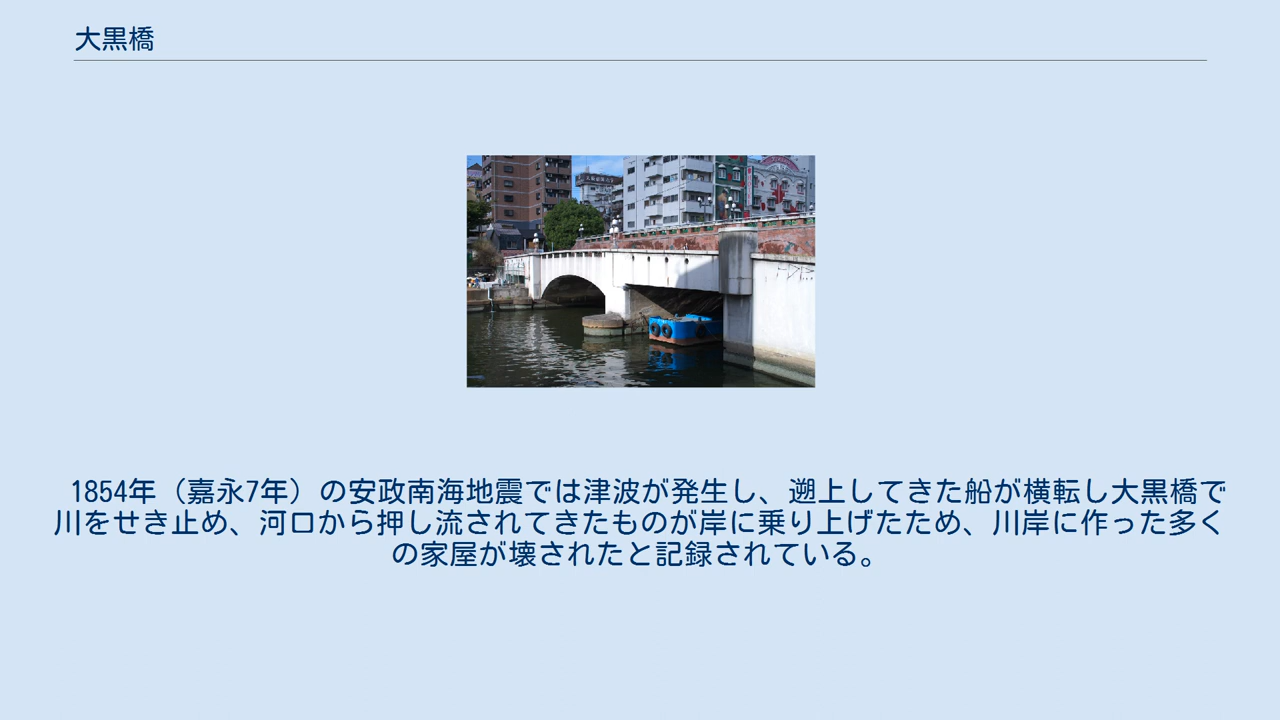 大黒橋
1854年（嘉永7年）の安政南海地震では津波が発生し、遡上してきた船が横転し大黒橋で
川をせき止め、河口から押し流されてきたものが岸に乗り上げたため、川岸に作った多く
の家屋が壊されたと記録されている。